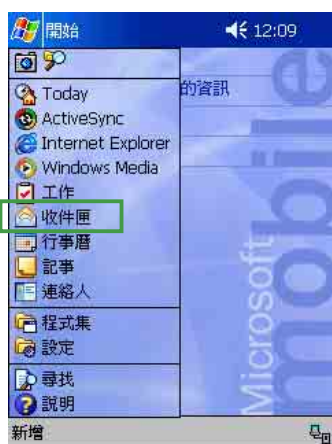 開始 12:09
的資訊
Today
ActiveSync
Internet Explorer
Windows Media
工作
收件匣
行事曆
記事
連絡人
程式集
設定
尋找
說明
Microsoft
mobile
新增